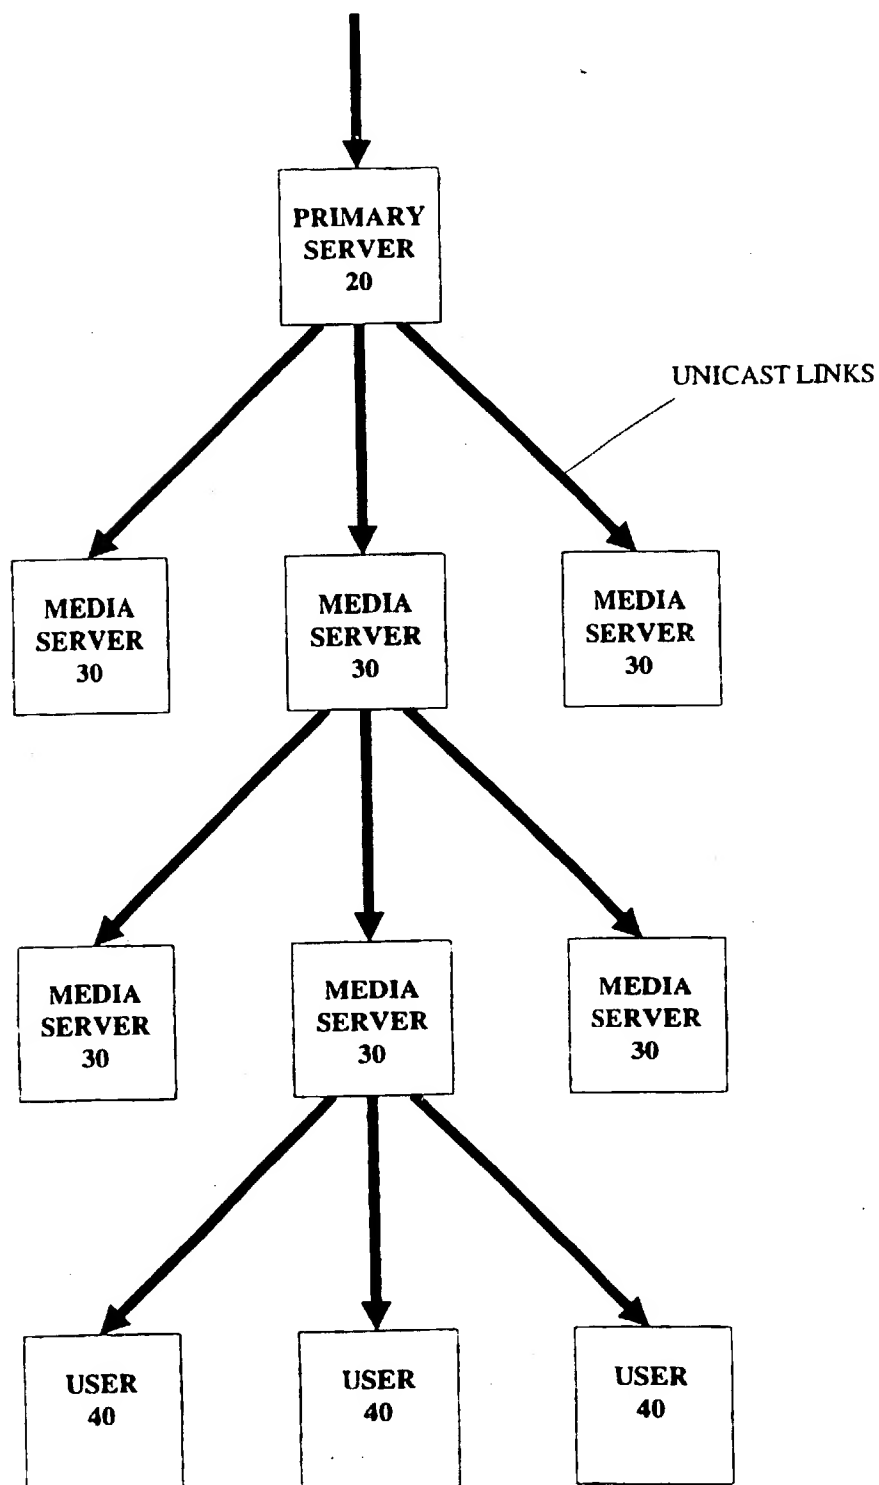 PRIMARY
SERVER
20
UNICAST LINKS
MEDIA
SERVER
30
MEDIA
SERVER
30
MEDIA
SERVER
30
MEDIA
SERVER
30
MEDIA
SERVER
30
MEDIA
SERVER
30
USER
40
USER
40
USER
40